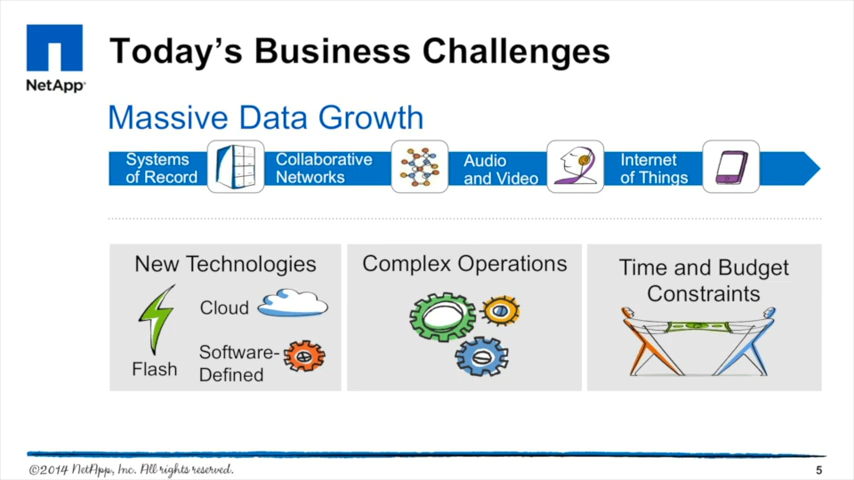 NetApp®
Today's Business Challenges
Massive Data Growth
Systems
of Record
Collaborative
Networks
Audio
and Video
Internet
of Things
New Technologies
Cloud
Flash
Software-
Defined
Complex Operations
Time and Budget
Constraints
©2014 NetApp, Inc. All rights reserved.
5